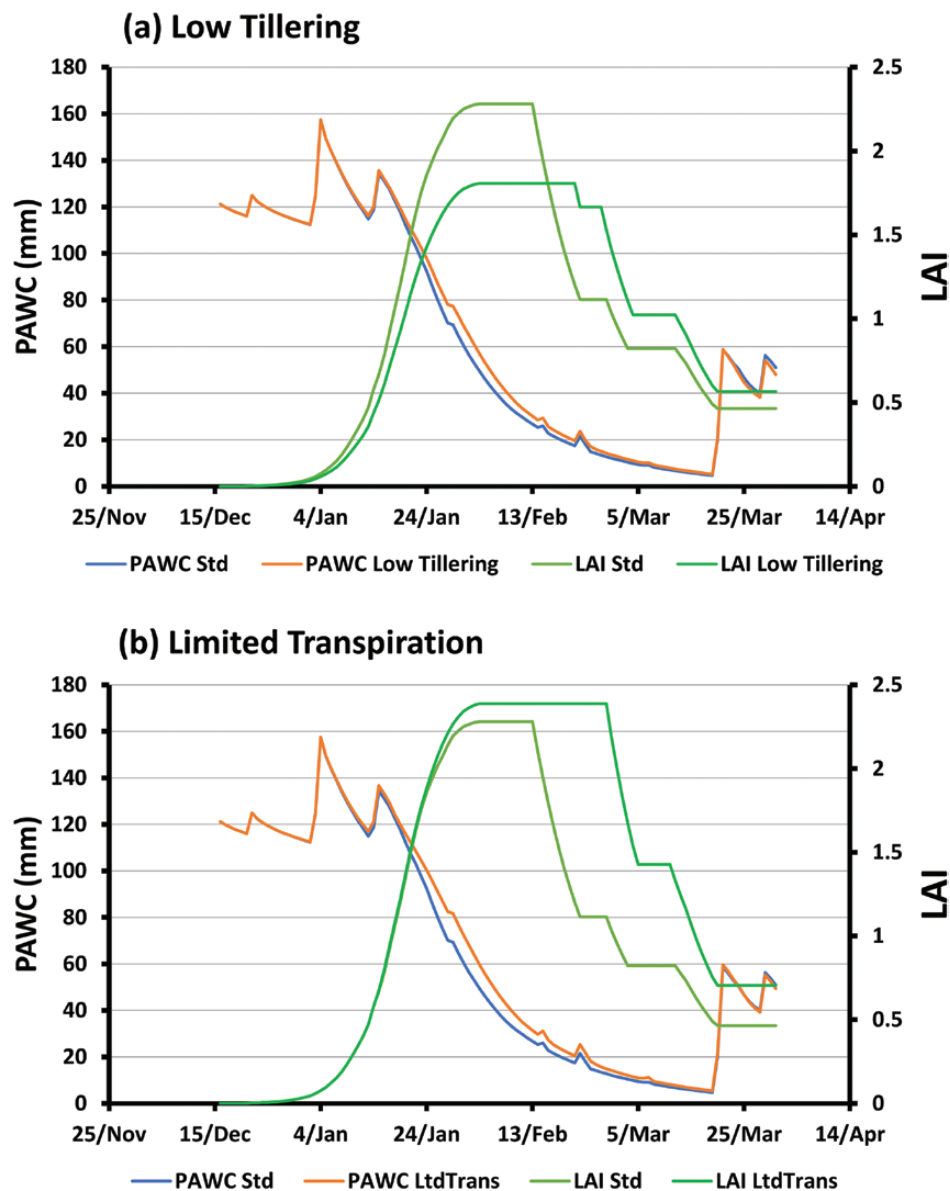 (a) Low Tillering
180 2.5
160
140 2
120
100 1.5
80 1
60
40 0.5
20
0 0
PAWC (mm)
LAI
25/Nov 15/Dec 4/Jan 24/Jan 13/Feb 5/Mar 25/Mar 14/Apr
PAWC Std PAWC Low Tillering LAI Std LAI Low Tillering
(b) Limited Transpiration
180 2.5
160
140 2
120
100 1.5
80 1
60
40 0.5
20
0 0
PAWC (mm)
LAI
25/Nov 15/Dec 4/Jan 24/Jan 13/Feb 5/Mar 25/Mar 14/Apr
PAWC Std PAWC LtdTrans LAI Std LAI LtdTrans